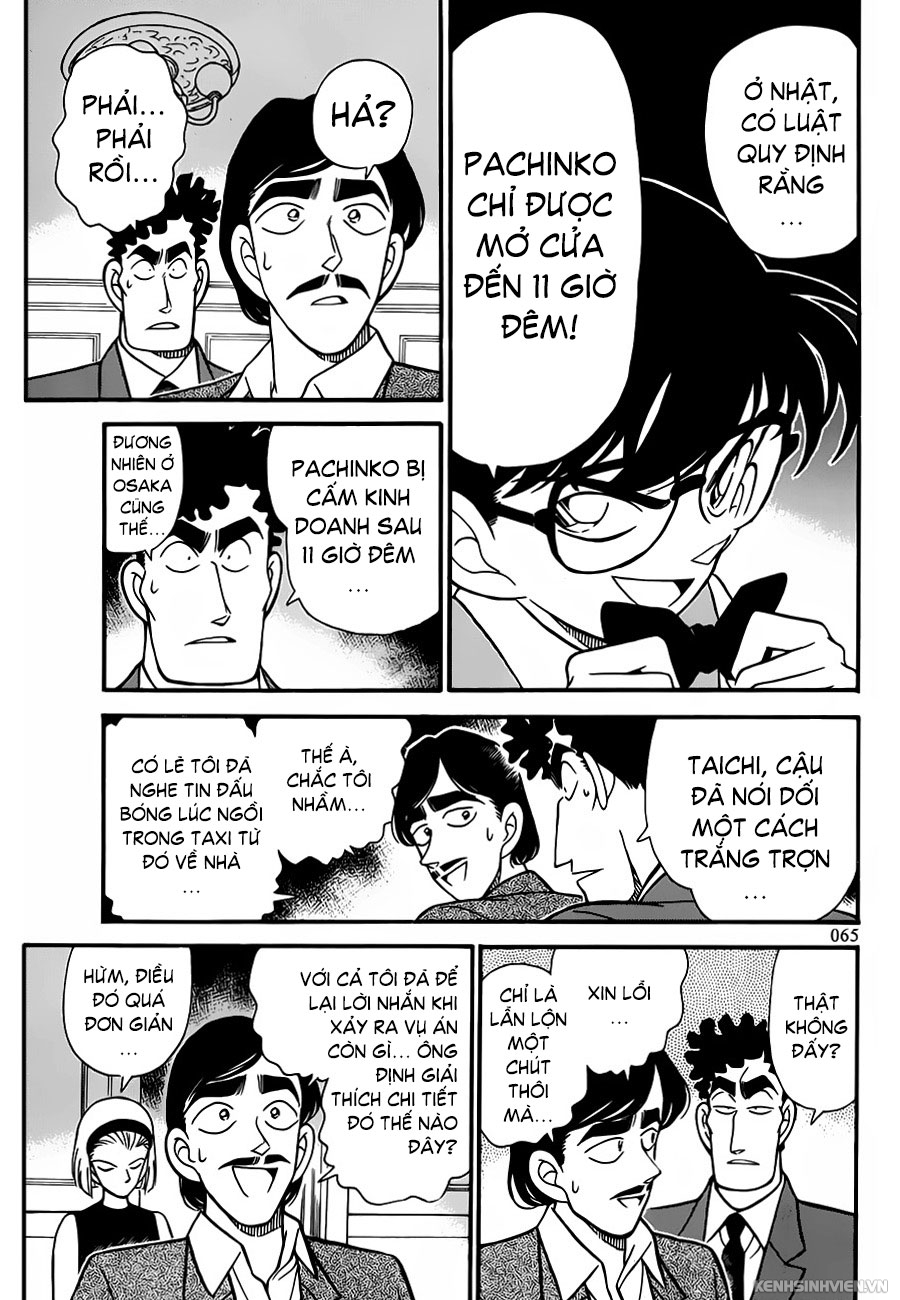 Ở NHẬT,
CÓ LUẬT
QUY ĐỊNH
RẰNG
...
PACHINKO
CHỈ ĐƯỢC
MỞ CỬA
ĐẾN 11 GIỜ
ĐÊM!
HẢ?
PHẢI...
PHẢI
RỒI...
PACHINKO BỊ
CẤM KINH
DOANH SAU
11 GIỜ ĐÊM
...
ĐƯƠNG
NHIÊN Ở
OSAKA
CŨNG
THẾ...
TAICHI, CẬU
ĐÃ NÓI DỐI
MỘT CÁCH
TRẮNG TRỢN
...
THẾ À,
CHẮC TÔI
NHẦM...
CÓ LẼ TÔI ĐÃ
NGHE TIN ĐẤU
BÓNG LÚC NGỒI
TRONG TAXI TỪ
ĐÓ VỀ NHÀ
...
065
THẬT
KHÔNG
ĐẤY?
XIN LỖI
...
CHỈ LÀ
LẦN LỘN
MỘT
CHÚT
THÔI
MÀ...
VỚI CẢ TÔI ĐÃ ĐỂ
LẠI LỜI NHẮN KHI
XẢY RA VỤ ÁN
CÒN GÌ... ÔNG
ĐỊNH GIẢI
THÍCH CHI TIẾT
ĐÓ THẾ NÀO
ĐÂY?
HỪM, ĐIỀU
ĐÓ QUÁ
ĐƠN GIẢN
...
KENHSINHVIEN.VN